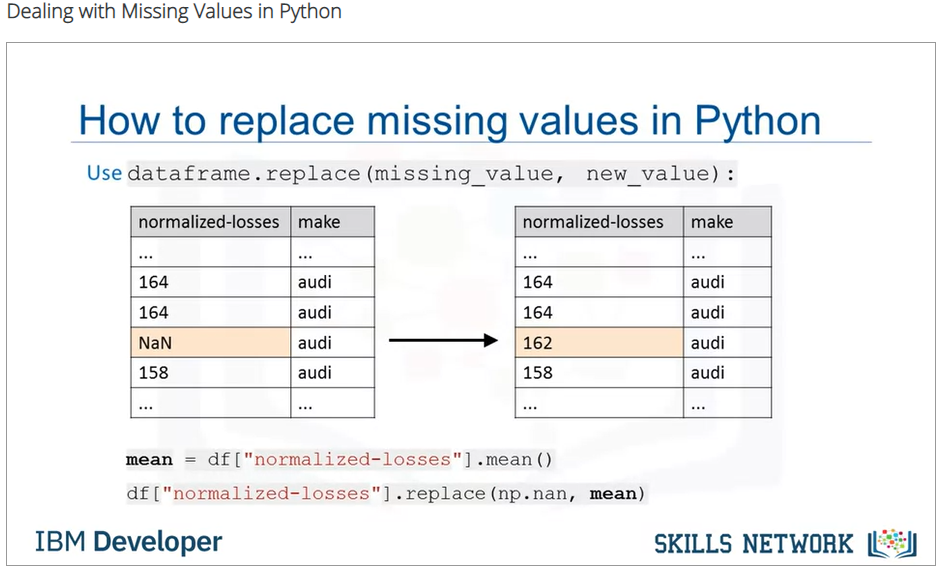 Dealing with Missing Values in Python
How to replace missing values in Python
Use dataframe.replace(missing_value, new_value):
normalized-losses make
... ...
164 audi
164 audi
NaN audi
158 audi
... ...
normalized-losses make
... ...
164 audi
164 audi
162 audi
158 audi
... ...
mean = df["normalized-losses"].mean()
df["normalized-losses"].replace(np.nan, mean)
IBM Developer
SKILLS NETWORK